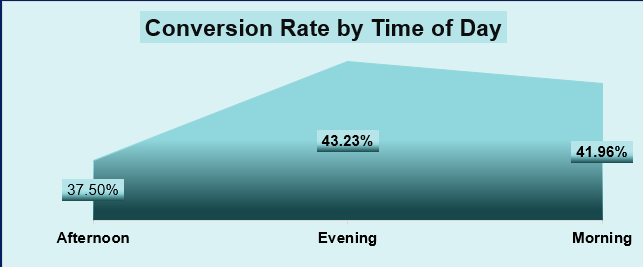 Conversion Rate by Time of Day
43.23%
41.96%
37.50%
Afternoon Evening Morning